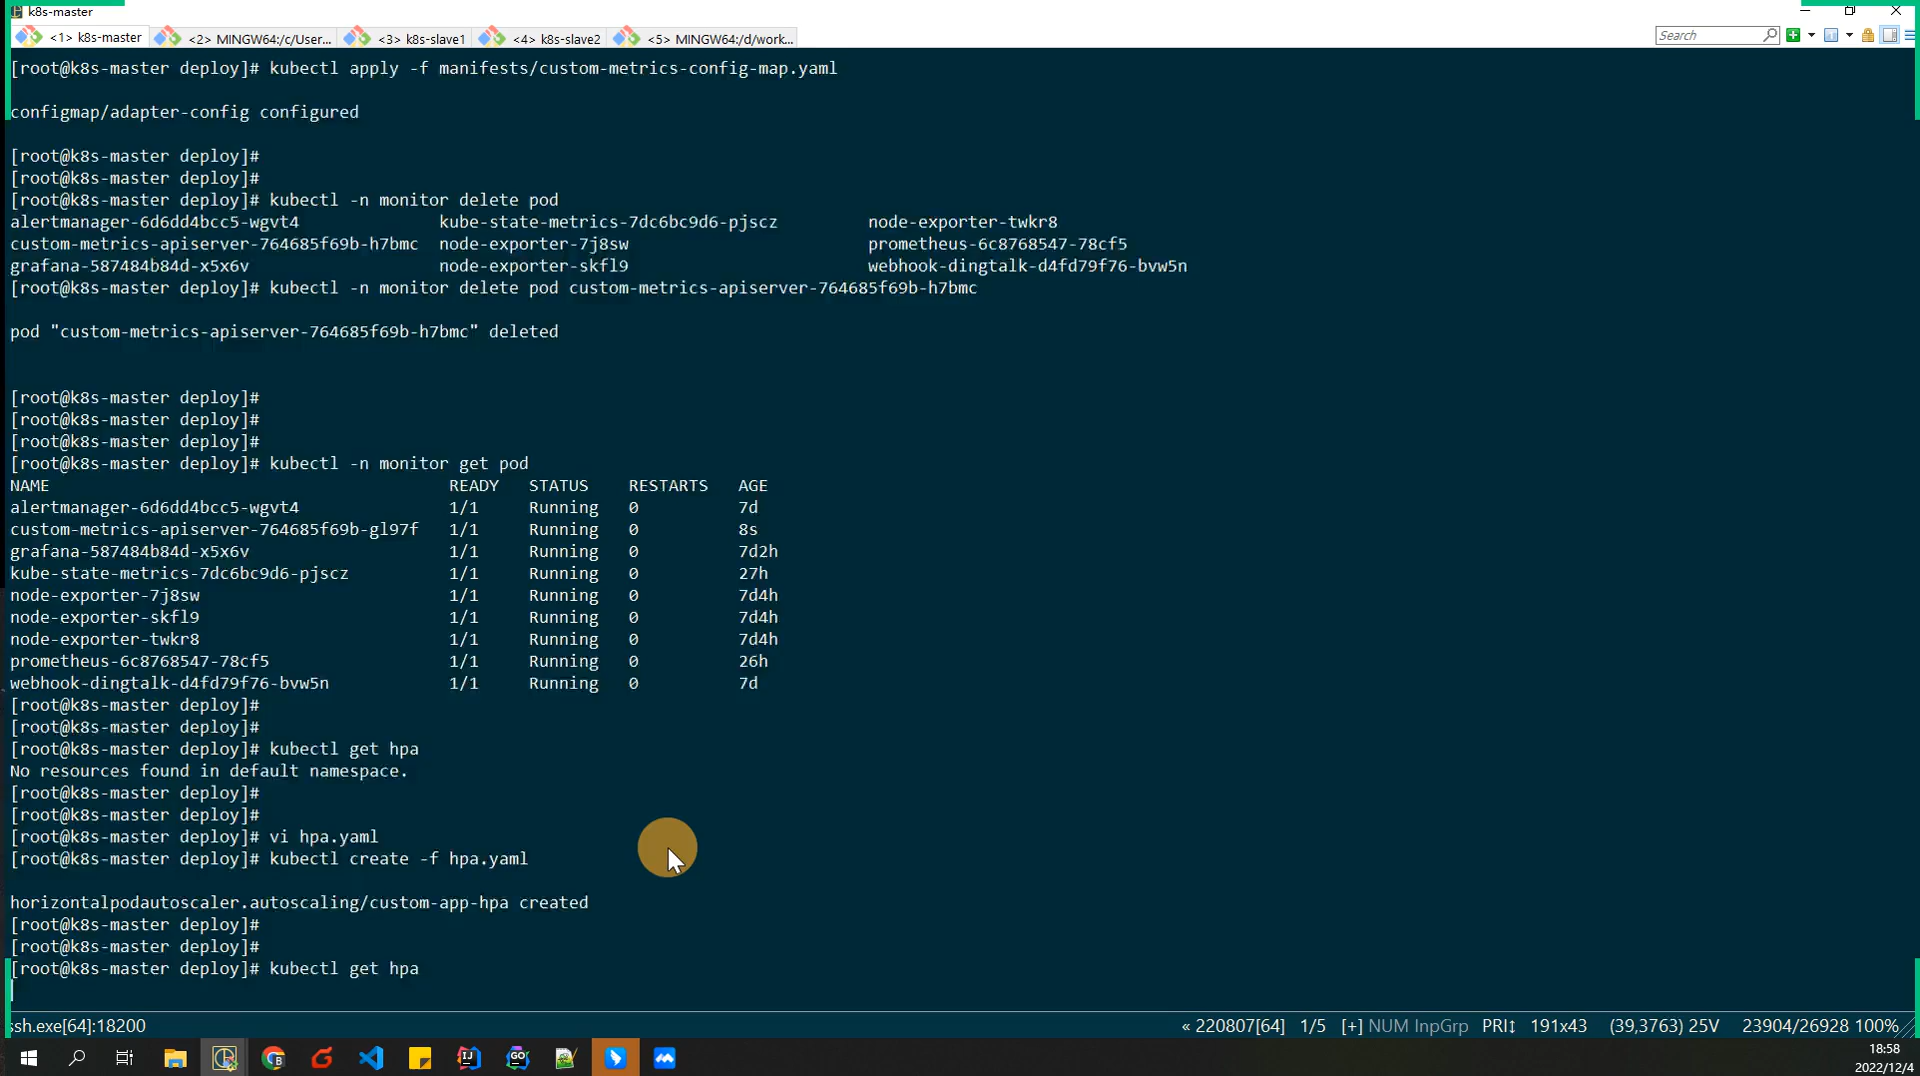 k8s-master
<1> k8s-master <2> MINGW64:/c/User... <3> k8s-slave1 <4> k8s-slave2 <5> MINGW64:/d/work... Search
[root@k8s-master deploy]# kubectl apply -f manifests/custom-metrics-config-map.yaml
configmap/adapter-config configured
[root@k8s-master deploy]#
[root@k8s-master deploy]#
[root@k8s-master deploy]# kubectl -n monitor delete pod
alertmanager-6d6dd4bcc5-wgvt4 kube-state-metrics-7dc6bc9d6-pjscz node-exporter-twkr8
custom-metrics-apiserver-764685f69b-h7bmc node-exporter-7j8sw prometheus-6c8768547-78cf5
grafana-587484b84d-x5x6v node-exporter-skfl9 webhook-dingtalk-d4fd79f76-bvw5n
[root@k8s-master deploy]# kubectl -n monitor delete pod custom-metrics-apiserver-764685f69b-h7bmc
pod "custom-metrics-apiserver-764685f69b-h7bmc" deleted
[root@k8s-master deploy]#
[root@k8s-master deploy]#
[root@k8s-master deploy]#
[root@k8s-master deploy]# kubectl -n monitor get pod
NAME READY STATUS RESTARTS AGE
alertmanager-6d6dd4bcc5-wgvt4 1/1 Running 0 7d
custom-metrics-apiserver-764685f69b-gl97f 1/1 Running 0 8s
grafana-587484b84d-x5x6v 1/1 Running 0 7d2h
kube-state-metrics-7dc6bc9d6-pjscz 1/1 Running 0 27h
node-exporter-7j8sw 1/1 Running 0 7d4h
node-exporter-skfl9 1/1 Running 0 7d4h
node-exporter-twkr8 1/1 Running 0 7d4h
prometheus-6c8768547-78cf5 1/1 Running 0 26h
webhook-dingtalk-d4fd79f76-bvw5n 1/1 Running 0 7d
[root@k8s-master deploy]#
[root@k8s-master deploy]#
[root@k8s-master deploy]# kubectl get hpa
No resources found in default namespace.
[root@k8s-master deploy]#
[root@k8s-master deploy]#
[root@k8s-master deploy]# vi hpa.yaml
[root@k8s-master deploy]# kubectl create -f hpa.yaml
horizontalpodautoscaler.autoscaling/custom-app-hpa created
[root@k8s-master deploy]#
[root@k8s-master deploy]#
[root@k8s-master deploy]# kubectl get hpa
ssh.exe[64]:18200 « 220807[64] 1/5 [+] NUM InpGrp PRI↕ 191x43 (39,3763) 25V 23904/26928 100%
18:58
2022/12/4